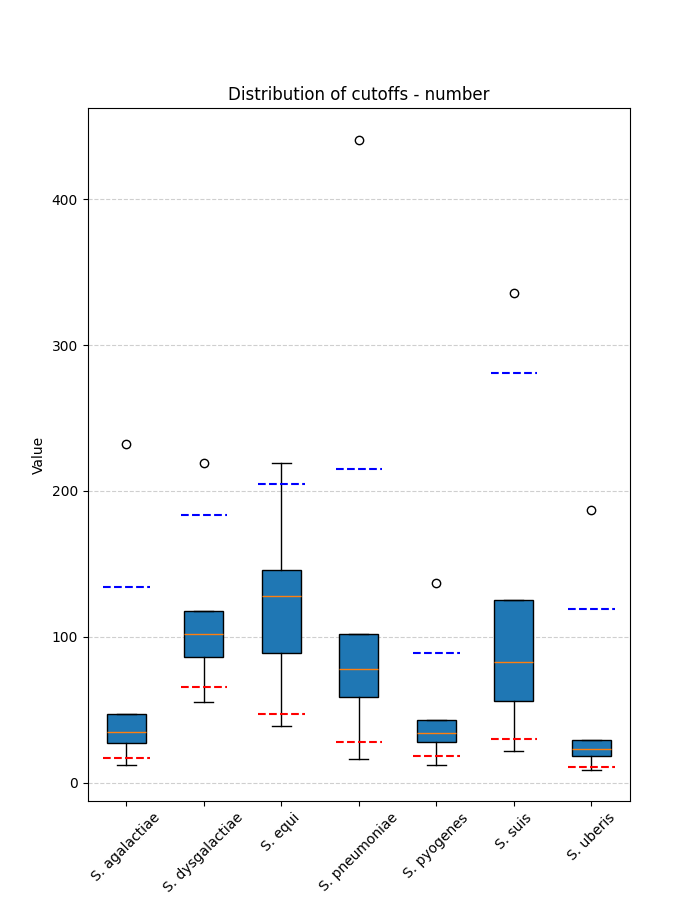 Distribution of cutoffs - number
Value
400
300
200
100
0
S. agalactiae
S. dysgalactiae
S. equi
S. pneumoniae
S. pyogenes
S. suis
S. uberis